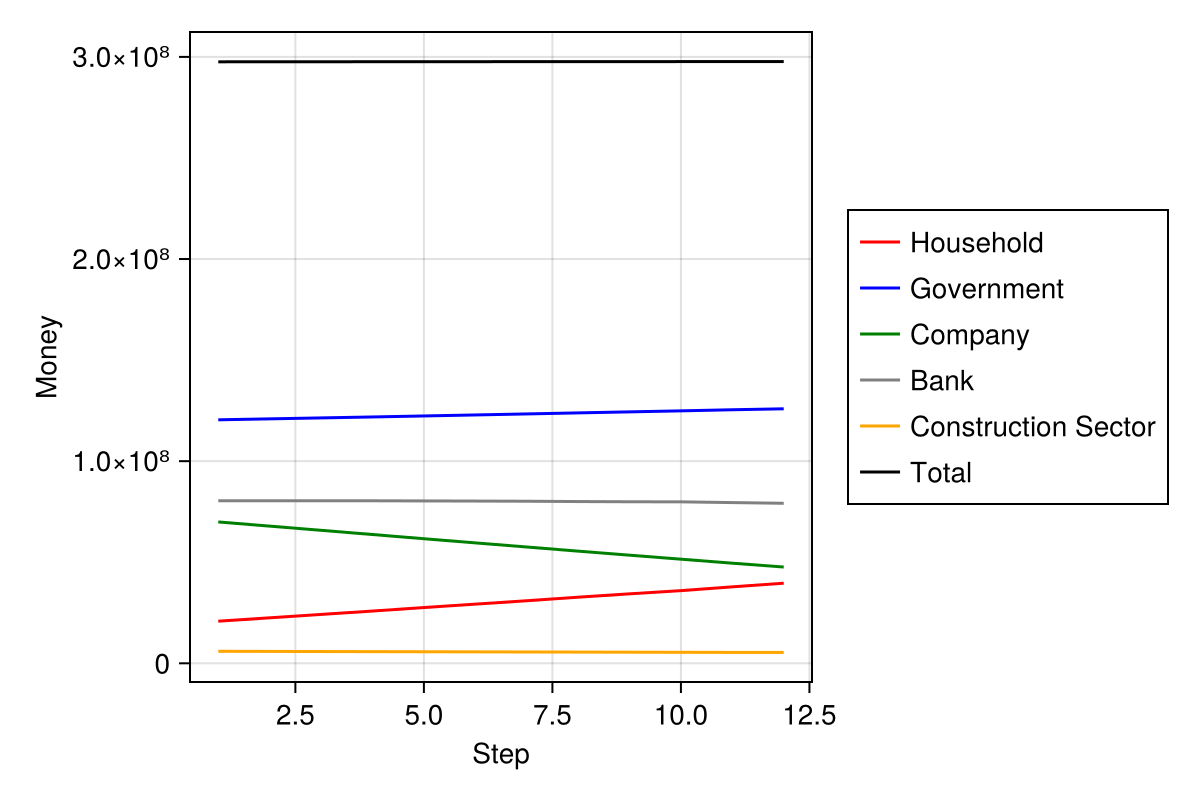 3.0×10⁸
2.0×10⁸
1.0×10⁸
0
Money
2.5 5.0 7.5 10.0 12.5
Step
Household
Government
Company
Bank
Construction Sector
Total